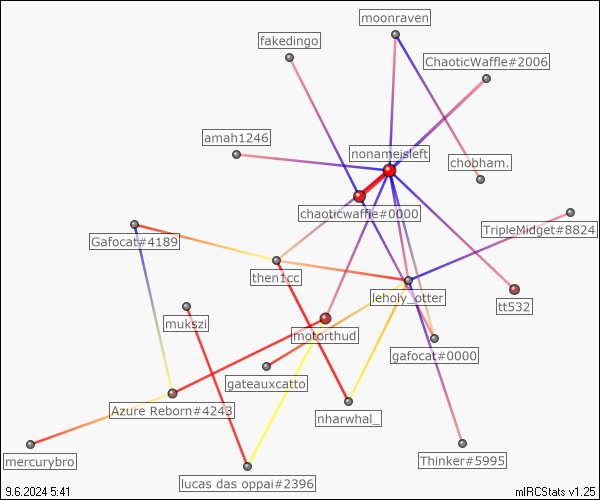 moonraven
fakedingo
ChaoticWaffle#2006
amah1246
nonameisleft
chobham.
chaoticwaffle#0000
TripleMidget#8824
Gafocat#4189
then1cc
leholy_otter
tt532
mukszi
motorthud
gafocat#0000
gateauxcatto
Azure Reborn#4243
nharwhal_
mercurybro
Thinker#5995
lucas das oppai#2396
9.6.2024 5:41
mIRCStats v1.25